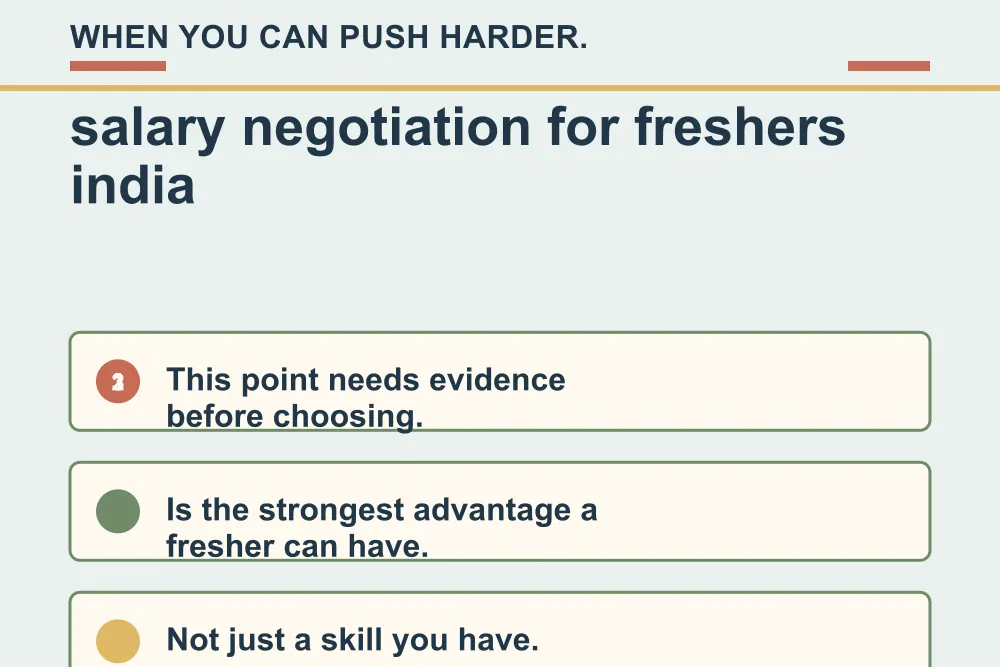 WHEN YOU CAN PUSH HARDER.
salary negotiation for freshers
india
This point needs evidence
before choosing.
Is the strongest advantage a
fresher can have.
Not just a skill you have.